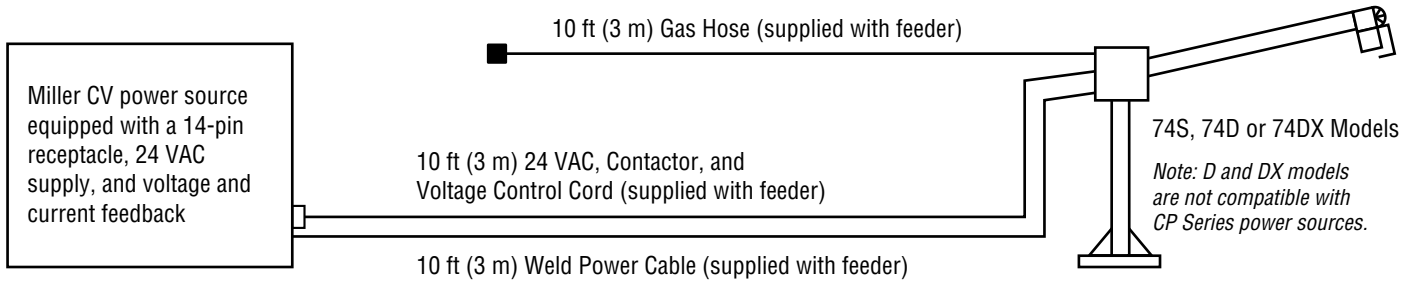 10 ft (3 m) Gas Hose (supplied with feeder)
Miller CV power source
equipped with a 14-pin
receptacle, 24 VAC
supply, and voltage and
current feedback
10 ft (3 m) 24 VAC, Contactor, and
Voltage Control Cord (supplied with feeder)
10 ft (3 m) Weld Power Cable (supplied with feeder)
74S, 74D or 74DX Models
Note: D and DX models
are not compatible with
CP Series power sources.